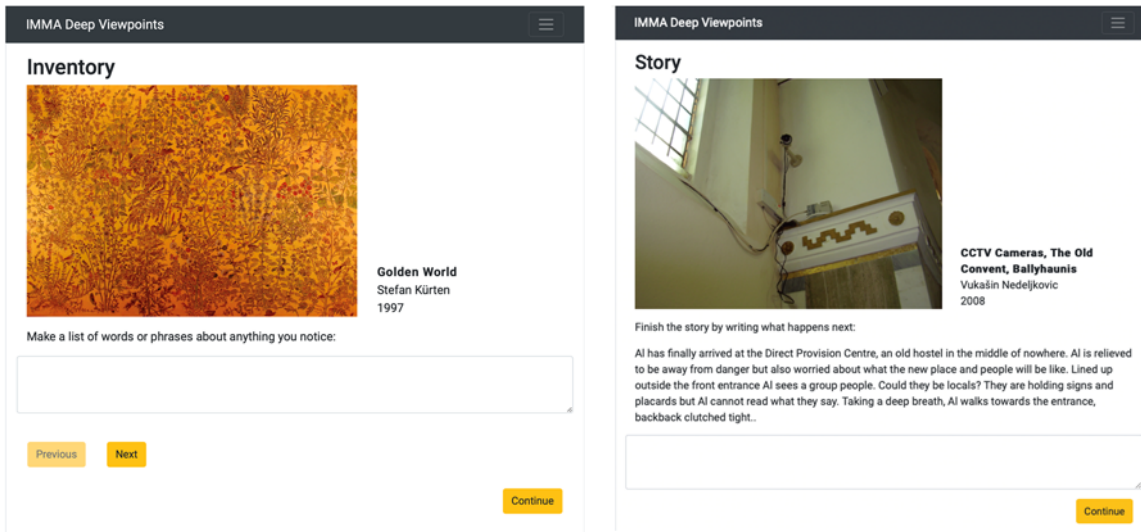 IMMA Deep Viewpoints
Inventory
Golden World
Stefan Kürten
1997
Make a list of words or phrases about anything you notice:
Previous
Next
Continue
IMMA Deep Viewpoints
Story
CCTV Cameras, The Old
Convent, Ballyhaunis
Vukašin Nedeljkovic
2008
Finish the story by writing what happens next:
Al has finally arrived at the Direct Provision Centre, an old hostel in the middle of nowhere. Al is relieved
to be away from danger but also worried about what the new place and people will be like. Lined up
outside the front entrance Al sees a group people. Could they be locals? They are holding signs and
placards but Al cannot read what they say. Taking a deep breath, Al walks towards the entrance,
backback clutched tight..
Continue